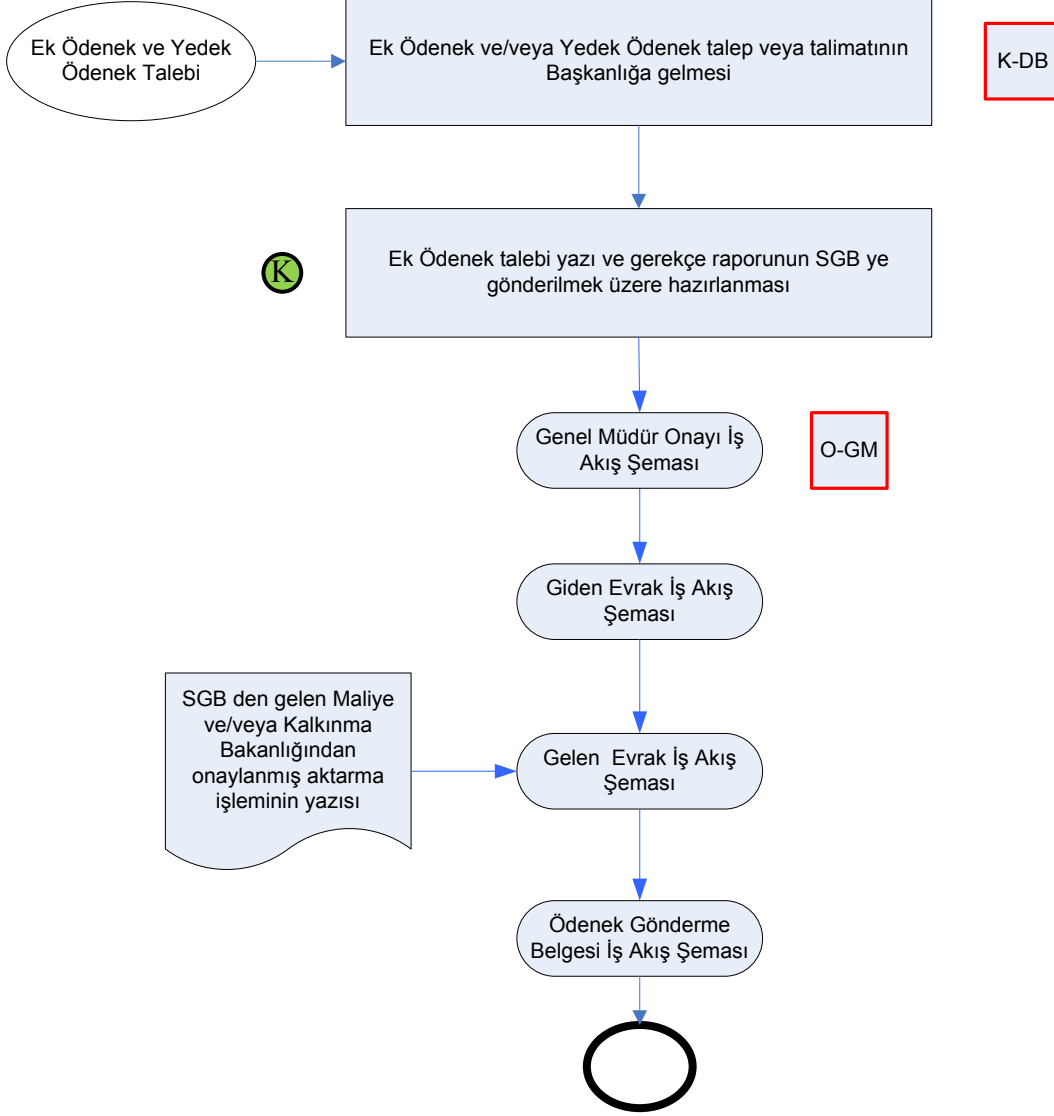 Ek Ödenek ve Yedek
Ödenek Talebi
Ek Ödenek ve/veya Yedek Ödenek talep veya talimatının
Başkanlığa gelmesi
K-DB
K
Ek Ödenek talebi yazı ve gerekçe raporunun SGB ye
gönderilmek üzere hazırlanması
Genel Müdür Onayı İş
Akış Şeması
O-GM
Giden Evrak İş Akış
Şeması
SGB den gelen Maliye
ve/veya Kalkınma
Bakanlığından
onaylanmış aktarma
işleminin yazısı
Gelen  Evrak İş Akış
Şeması
Ödenek Gönderme
Belgesi İş Akış Şeması